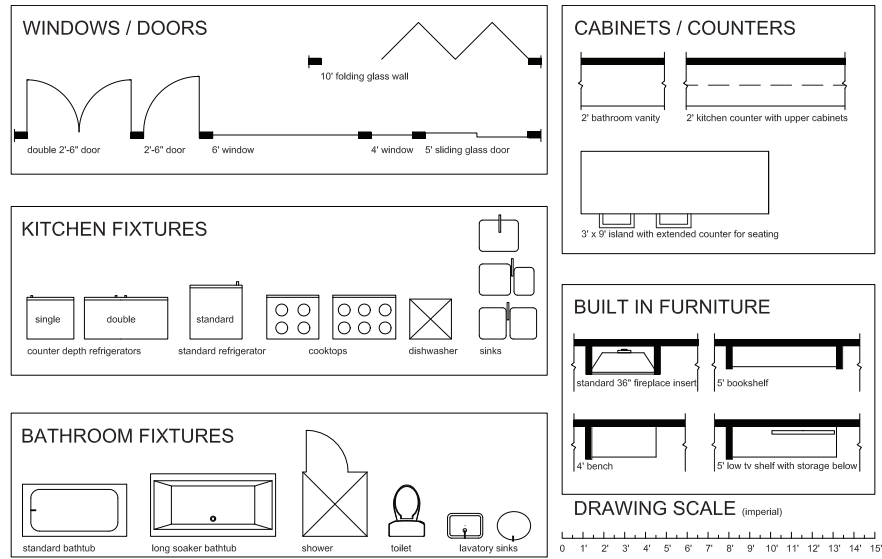 WINDOWS / DOORS
10' folding glass wall
double 2'-6" door
2'-6" door
6' window
4' window
5' sliding glass door
KITCHEN FIXTURES
single
double
standard
counter depth refrigerators
standard refrigerator
cooktops
dishwasher
sinks
BATHROOM FIXTURES
standard bathtub
long soaker bathtub
shower
toilet
lavatory sinks
CABINETS / COUNTERS
2' bathroom vanity
2' kitchen counter with upper cabinets
3' x 9' island with extended counter for seating
BUILT IN FURNITURE
standard 36" fireplace insert
5' bookshelf
4' bench
5' low tv shelf with storage below
DRAWING SCALE (imperial)
0 1' 2' 3' 4' 5' 6' 7' 8' 9' 10' 11' 12' 13' 14' 15'